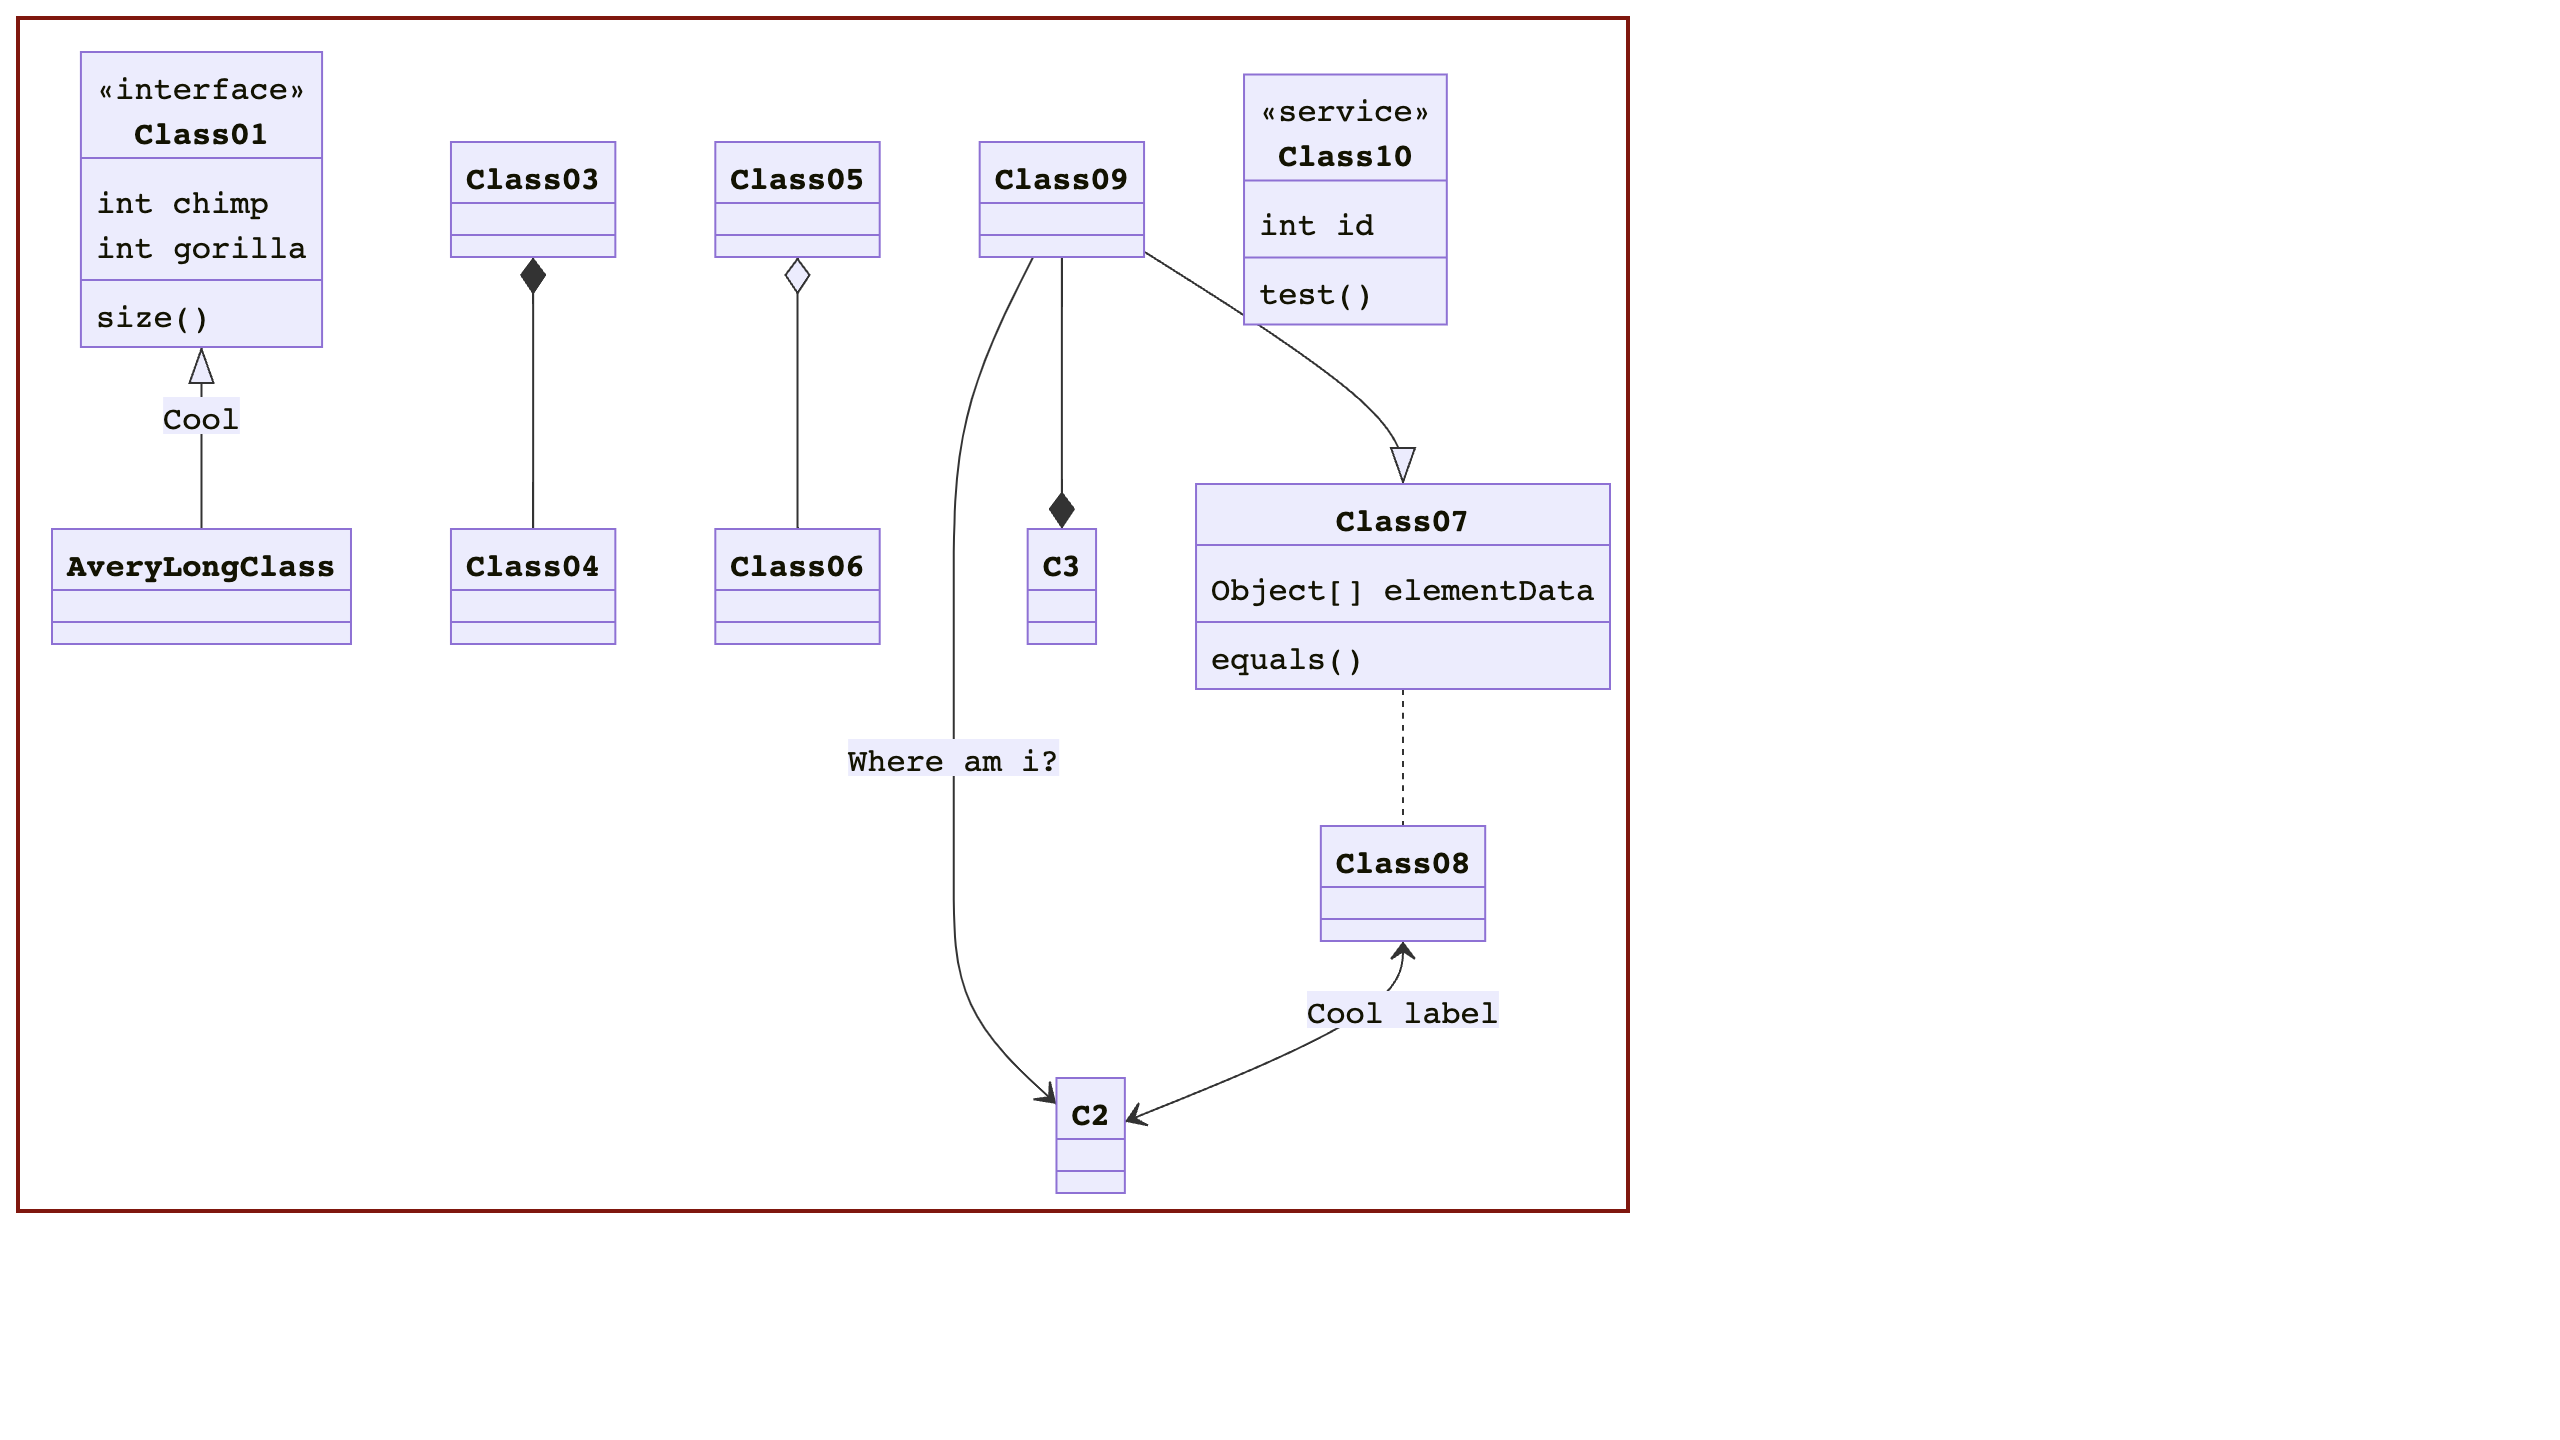 «interface»
Class01
int chimp
int gorilla
size()
Class03
Class05
Class09
«service»
Class10
int id
test()
Cool
AveryLongClass
Class04
Class06
C3
Class07
Object[] elementData
equals()
Where am i?
Class08
Cool label
C2